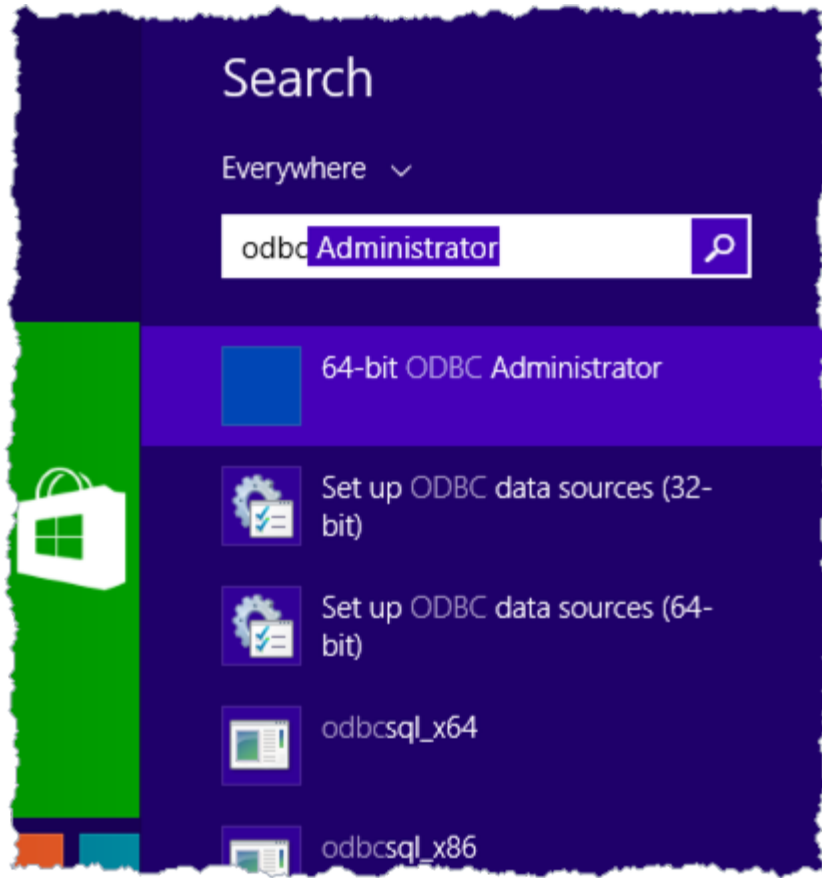 Search
Everywhere
odbc Administrator
64-bit ODBC Administrator
Set up ODBC data sources (32-
bit)
Set up ODBC data sources (64-
bit)
odbcsql_x64
odbcsql_x86